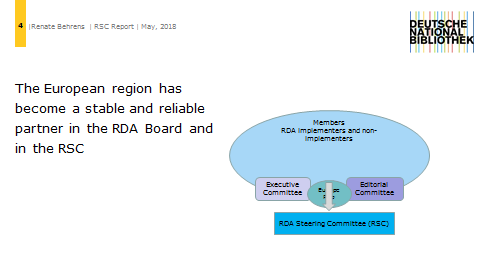 4 |Renate Behrens | RSC Report | May, 2018
DEUTSCHE
NATIONAL
BIBLIOTHEK
The European region has
become a stable and reliable
partner in the RDA Board and
in the RSC
Members
RDA Implementers and non-
Implementers
Executive
Committee
Editorial
Committee
RDA Steering Committee (RSC)